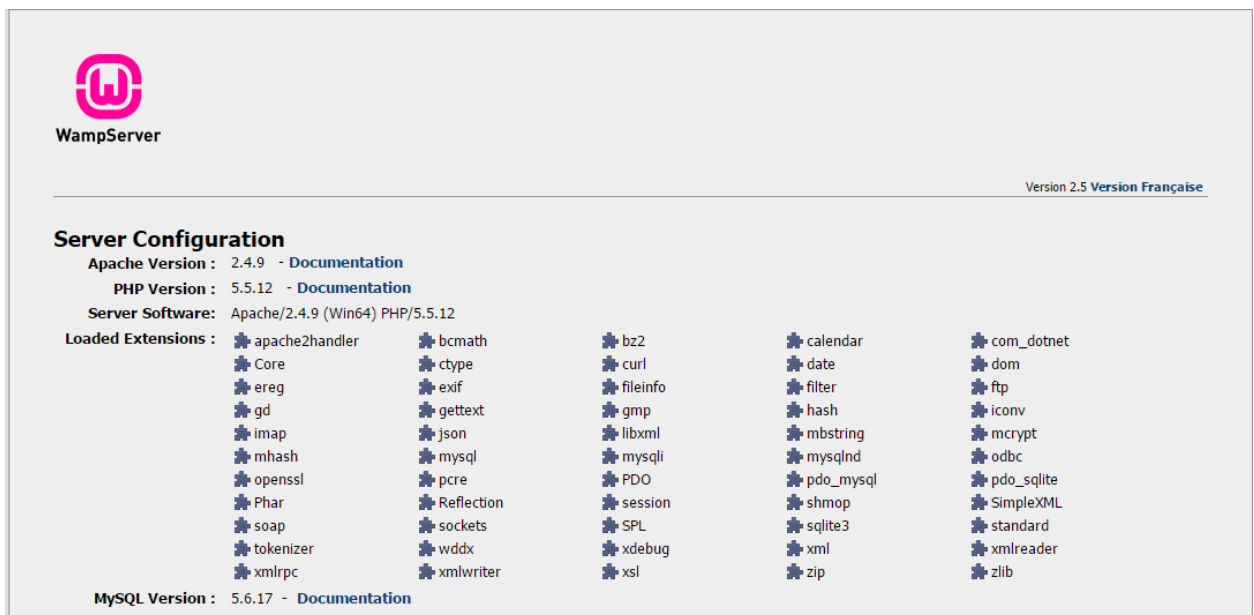 WampServer
Version 2.5 Version Française
Server Configuration
Apache Version : 2.4.9 - Documentation
PHP Version : 5.5.12 - Documentation
Server Software: Apache/2.4.9 (Win64) PHP/5.5.12
Loaded Extensions : apache2handler bcmath bz2 calendar com_dotnet
Core ctype curl date dom
ereg exif fileinfo filter ftp
gd gettext gmp hash iconv
imap json libxml mbstring mcrypt
mhash mysql mysqli mysqlnd odbc
openssl pcre PDO pdo_mysql pdo_sqlite
Phar Reflection session shmop SimpleXML
soap sockets SPL sqlite3 standard
tokenizer wddx xdebug xml xmlreader
xmlrpc xmlwriter xsl zip zlib
MySQL Version : 5.6.17 - Documentation